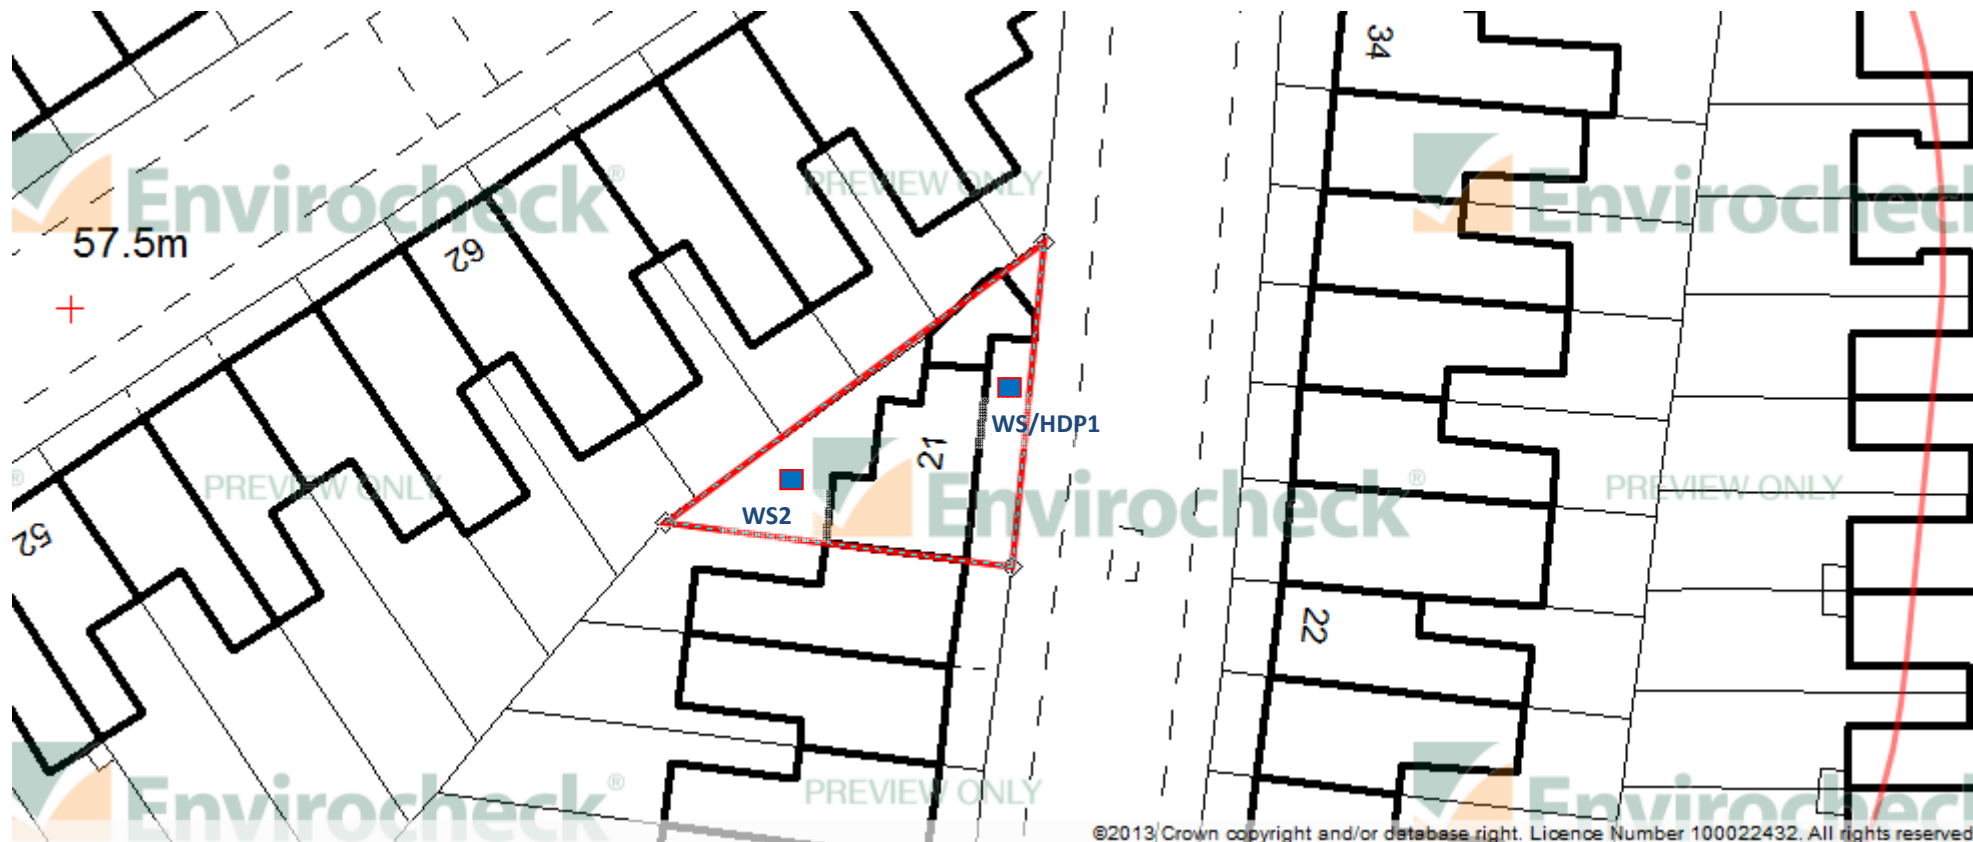 34
Envirocheck®
PREVIEW ONLY
Envirocheck
57.5m
62
WS/HDP1
21
®
PREVIEW ONLY
Envirocheck®
PREVIEW ONLY
WS2
52
22
Envirocheck®
PREVIEW ONLY
Envirocheck
©2013 Crown copyright and/or database right. Licence Number 100022432. All rights reserved